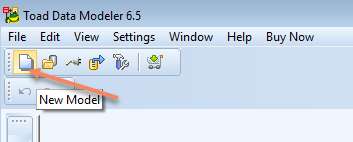 Toad Data Modeler 6.5
File Edit View Settings Window Help Buy Now
New Model